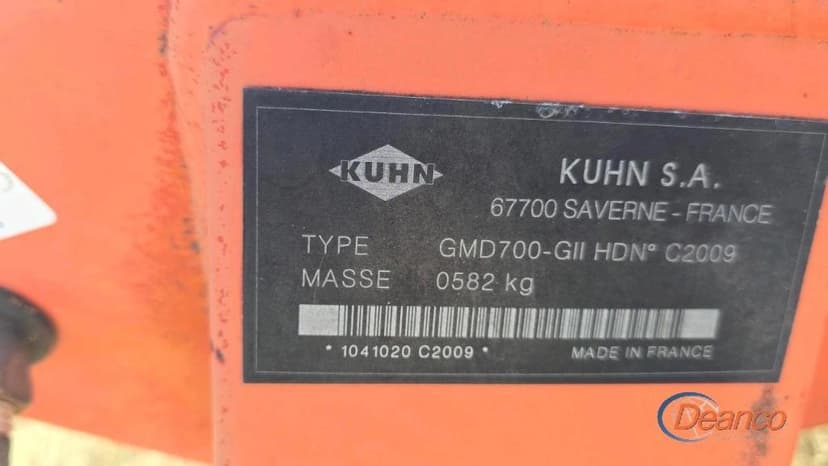 KUHN
KUHN S.A.
67700 SAVERNE - FRANCE
TYPE GMD700-GII HDN° C2009
MASSE 0582 kg
* 1041020 C2009 *
MADE IN FRANCE
Deanco